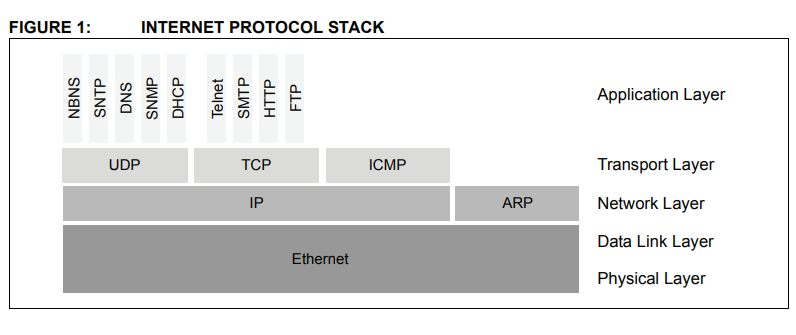 FIGURE 1: INTERNET PROTOCOL STACK
NBNS
SNTP
DNS
SNMP
DHCP
Telnet
SMTP
HTTP
FTP
Application Layer
UDP
TCP
ICMP
Transport Layer
IP
ARP
Network Layer
Ethernet
Data Link Layer
Physical Layer